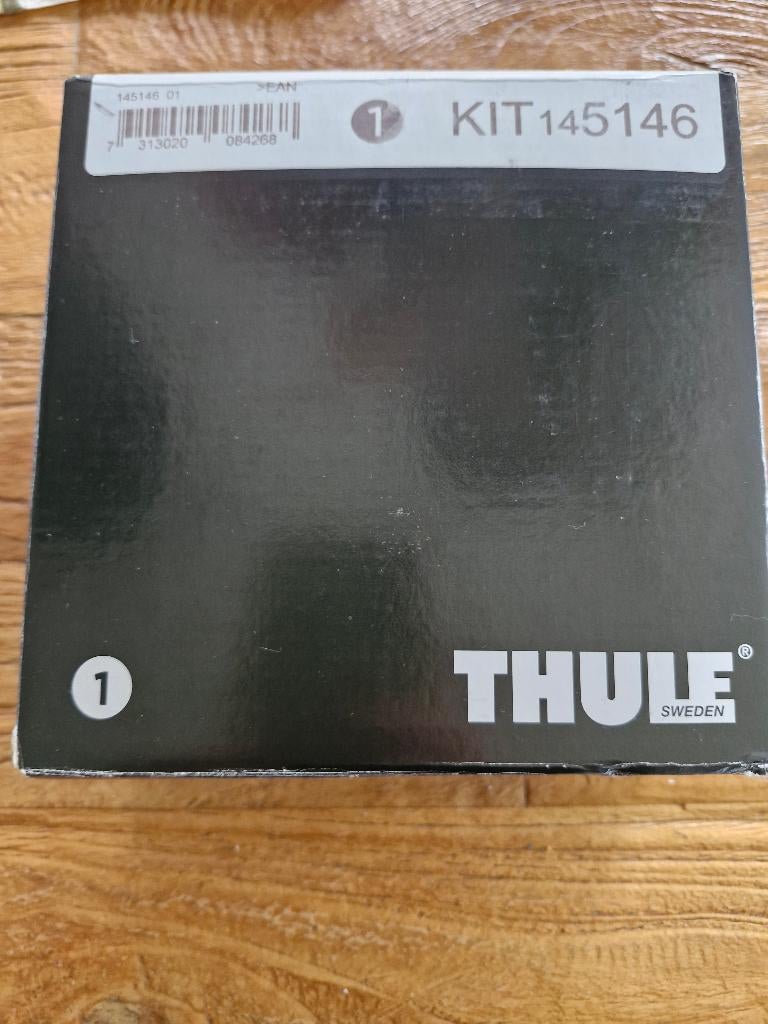 145146 01
>EAN
7 313020 084268
1
KIT145146
1
THULE®
SWEDEN